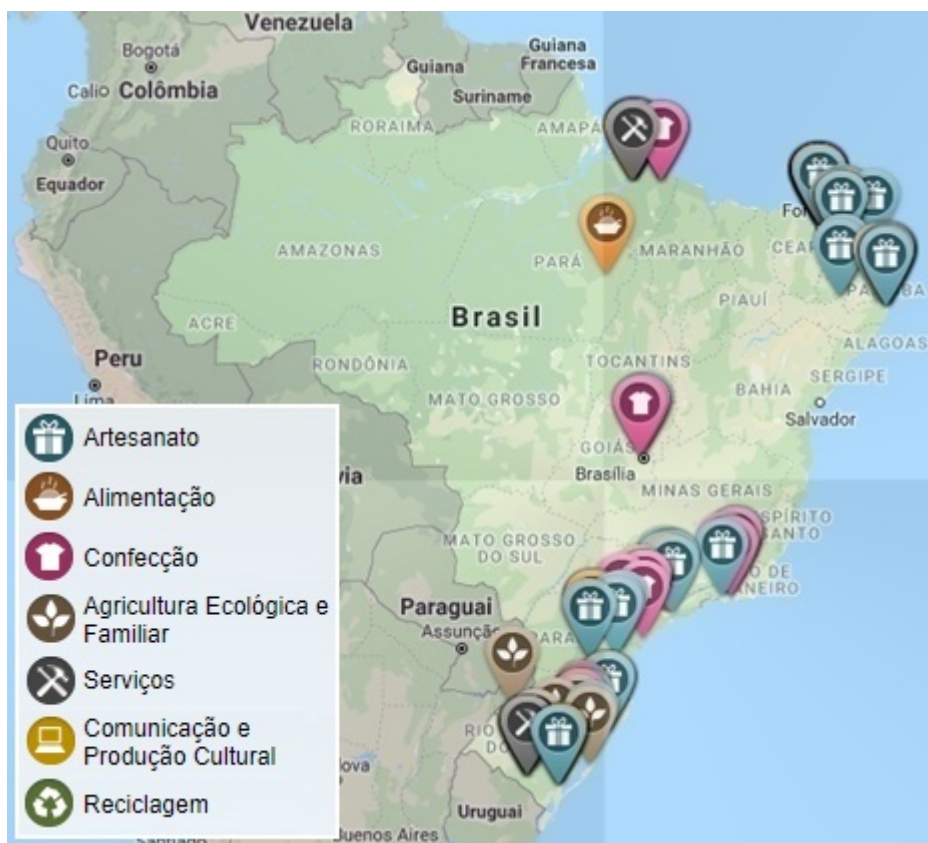 Venezuela
Bogotá
Guiana
Guiana
Francesa
Calio
Colômbia
Suriname
RORAIMA
AMAPÁ
Quito
Equador
AMAZONAS
PARÁ
MARANHÃO
PIAUÍ
Brasil
ACRE
ALAGOAS
Peru
RONDÔNIA
TOCANTINS
SERGIPE
Lima
MATO GROSSO
BAHIA
Salvador
GOIÁS
Brasília
MINAS GERAIS
MATO GROSSO
DO SUL
Paraguai
Assunção
Uruguai
Buenos Aires
Artesanato
Alimentação
Confecção
Agricultura Ecológica e
Familiar
Serviços
Comunicação e
Produção Cultural
Reciclagem